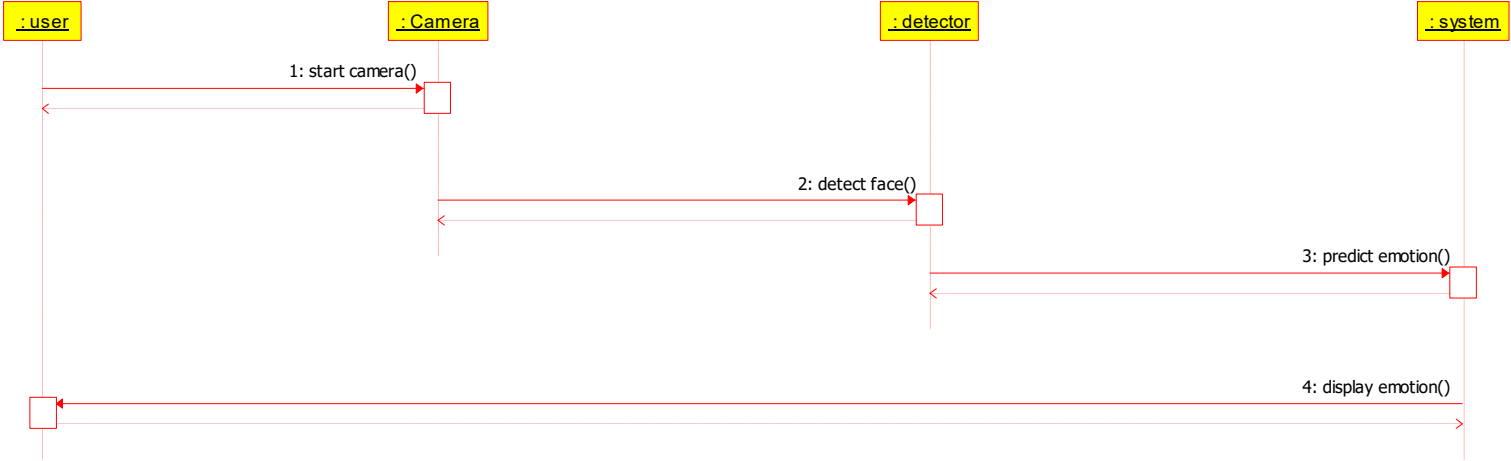 : user
: Camera
: detector
: system
1: start camera()
2: detect face()
3: predict emotion()
4: display emotion()